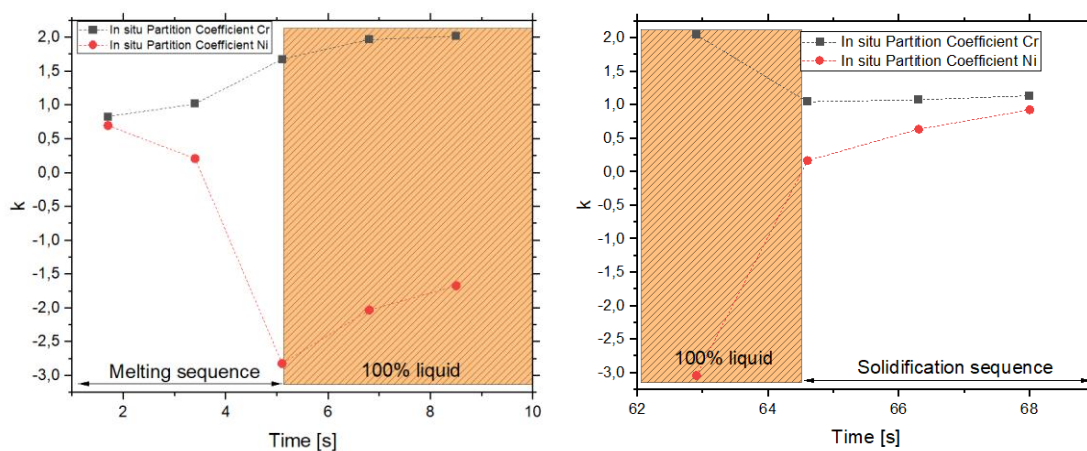 In situ Partition Coefficient Cr
In situ Partition Coefficient Ni
2,0
1,5
1,0
0,5
0,0
-0,5
-1,0
-1,5
-2,0
-2,5
-3,0
k
Melting sequence
100% liquid
2
4
6
8
10
Time [s]
In situ Partition Coefficient Cr
In situ Partition Coefficient Ni
2,0
1,5
1,0
0,5
0,0
-0,5
-1,0
-1,5
-2,0
-2,5
-3,0
k
100% liquid
Solidification sequence
62
64
66
68
Time [s]